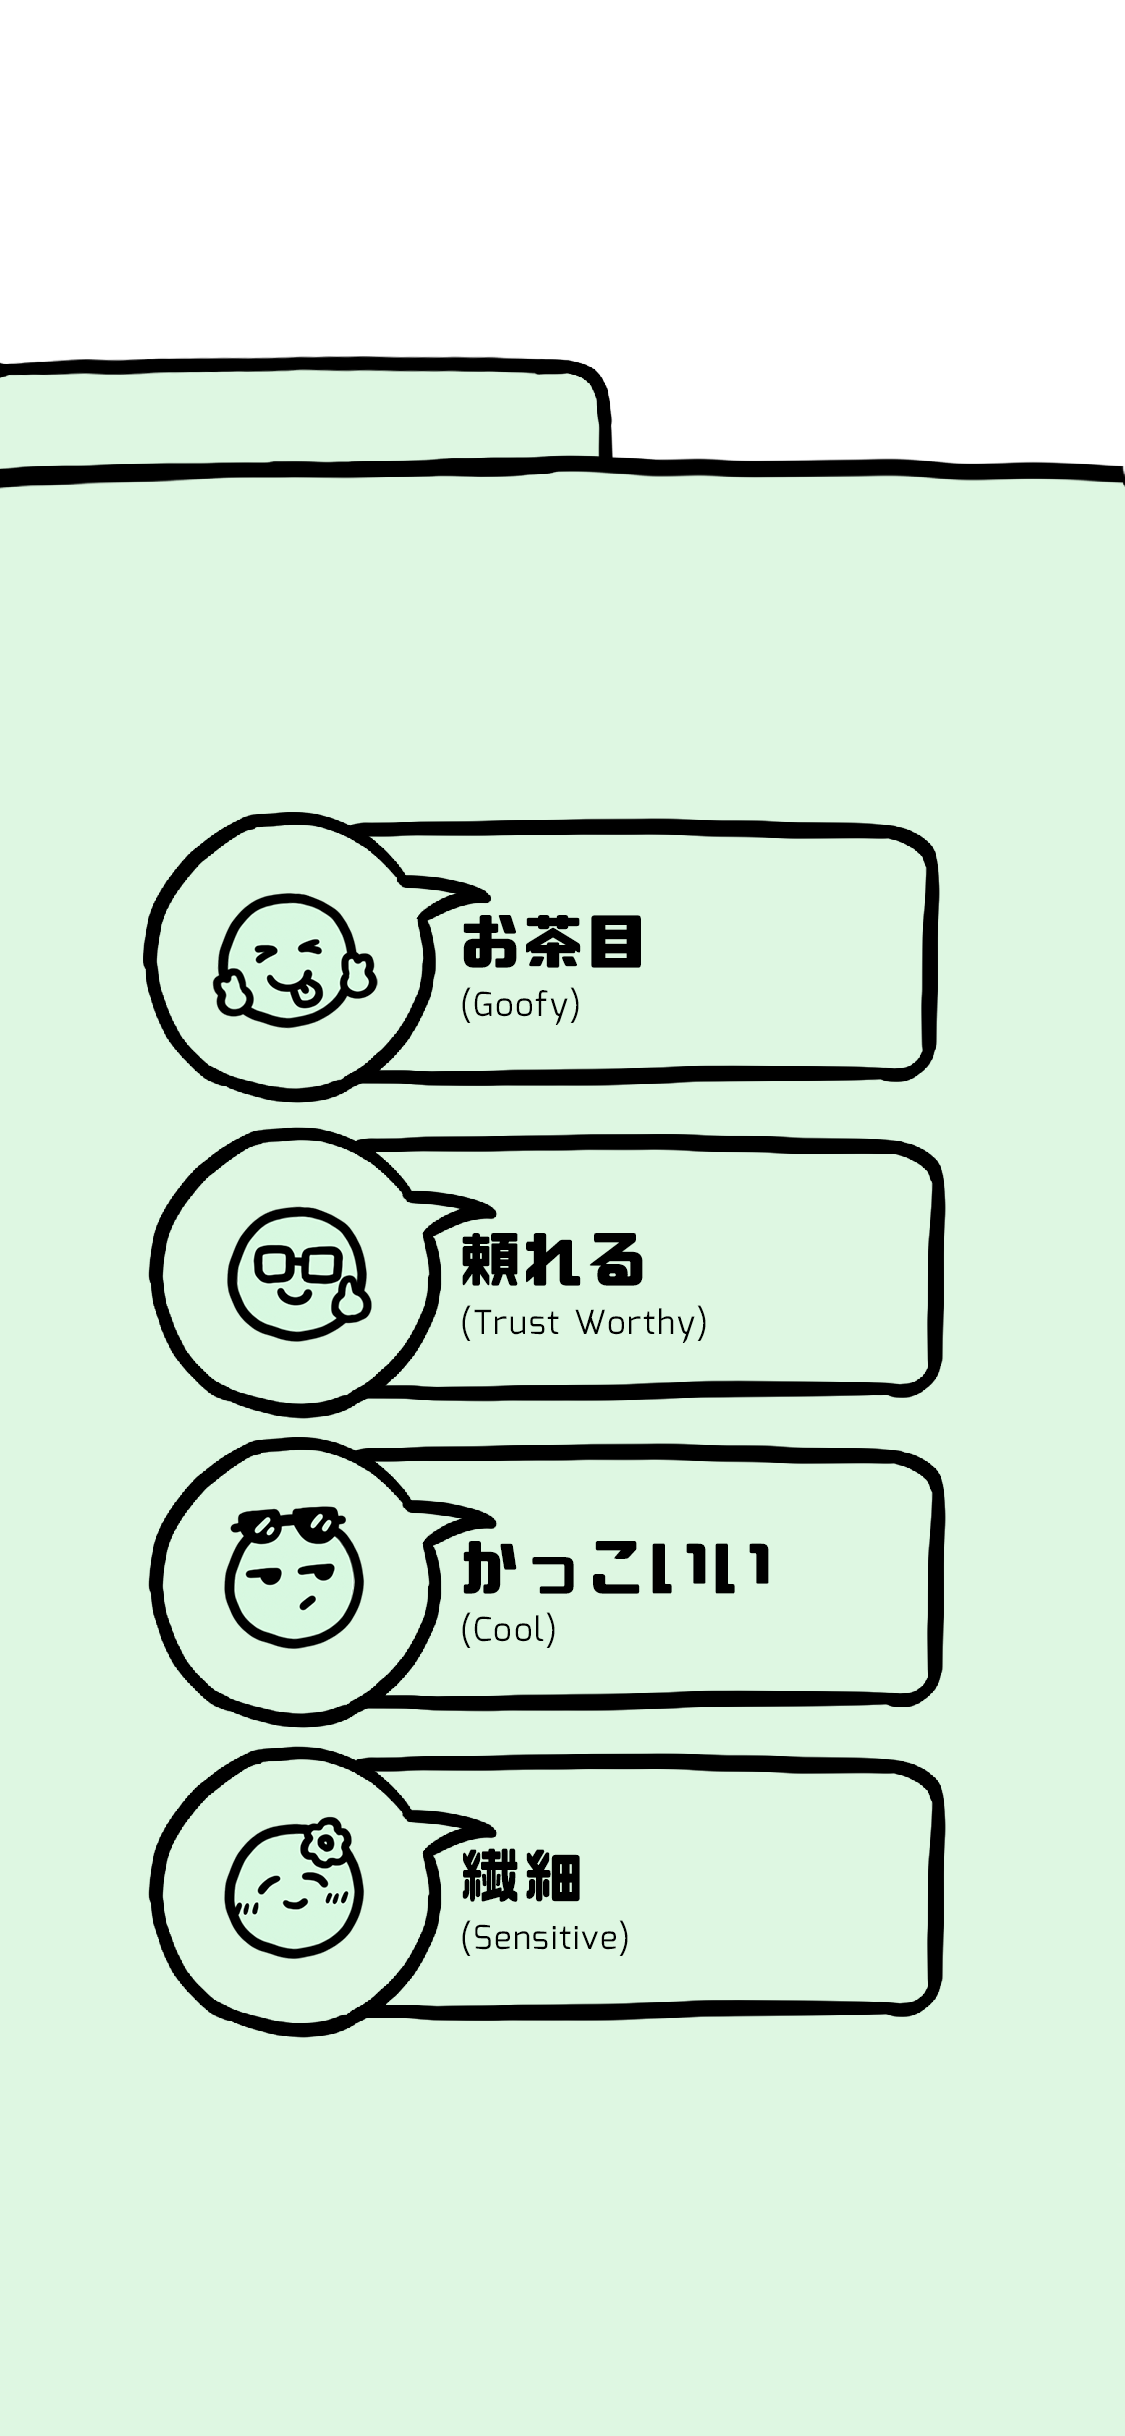 お茶目
(Goofy)
頼れる
(Trust Worthy)
かっこいい
(Cool)
繊細
(Sensitive)